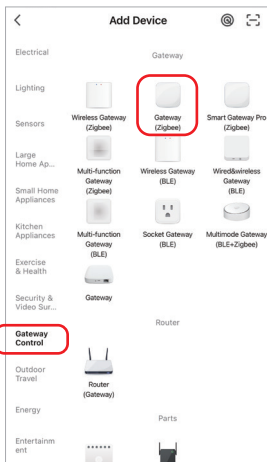 Add Device
Electrical
Lighting
Sensors
Large
Home Ap...
Small Home
Appliances
Kitchen
Appliances
Exercise
& Health
Security &
Video Sur...
Gateway
Control
Outdoor
Travel
Energy
Entertainm
ent
Gateway
Wireless Gateway
(Zigbee)
Gateway
(Zigbee)
Smart Gateway Pro
(Zigbee)
Multi-function
Gateway
(Zigbee)
Wireless Gateway
(BLE)
Wired&wireless
Gateway
(BLE)
Multi-function
Gateway
(BLE)
Socket Gateway
(BLE)
Multimode Gateway
(BLE+Zigbee)
Gateway
Router
Router
(Gateway)
Parts